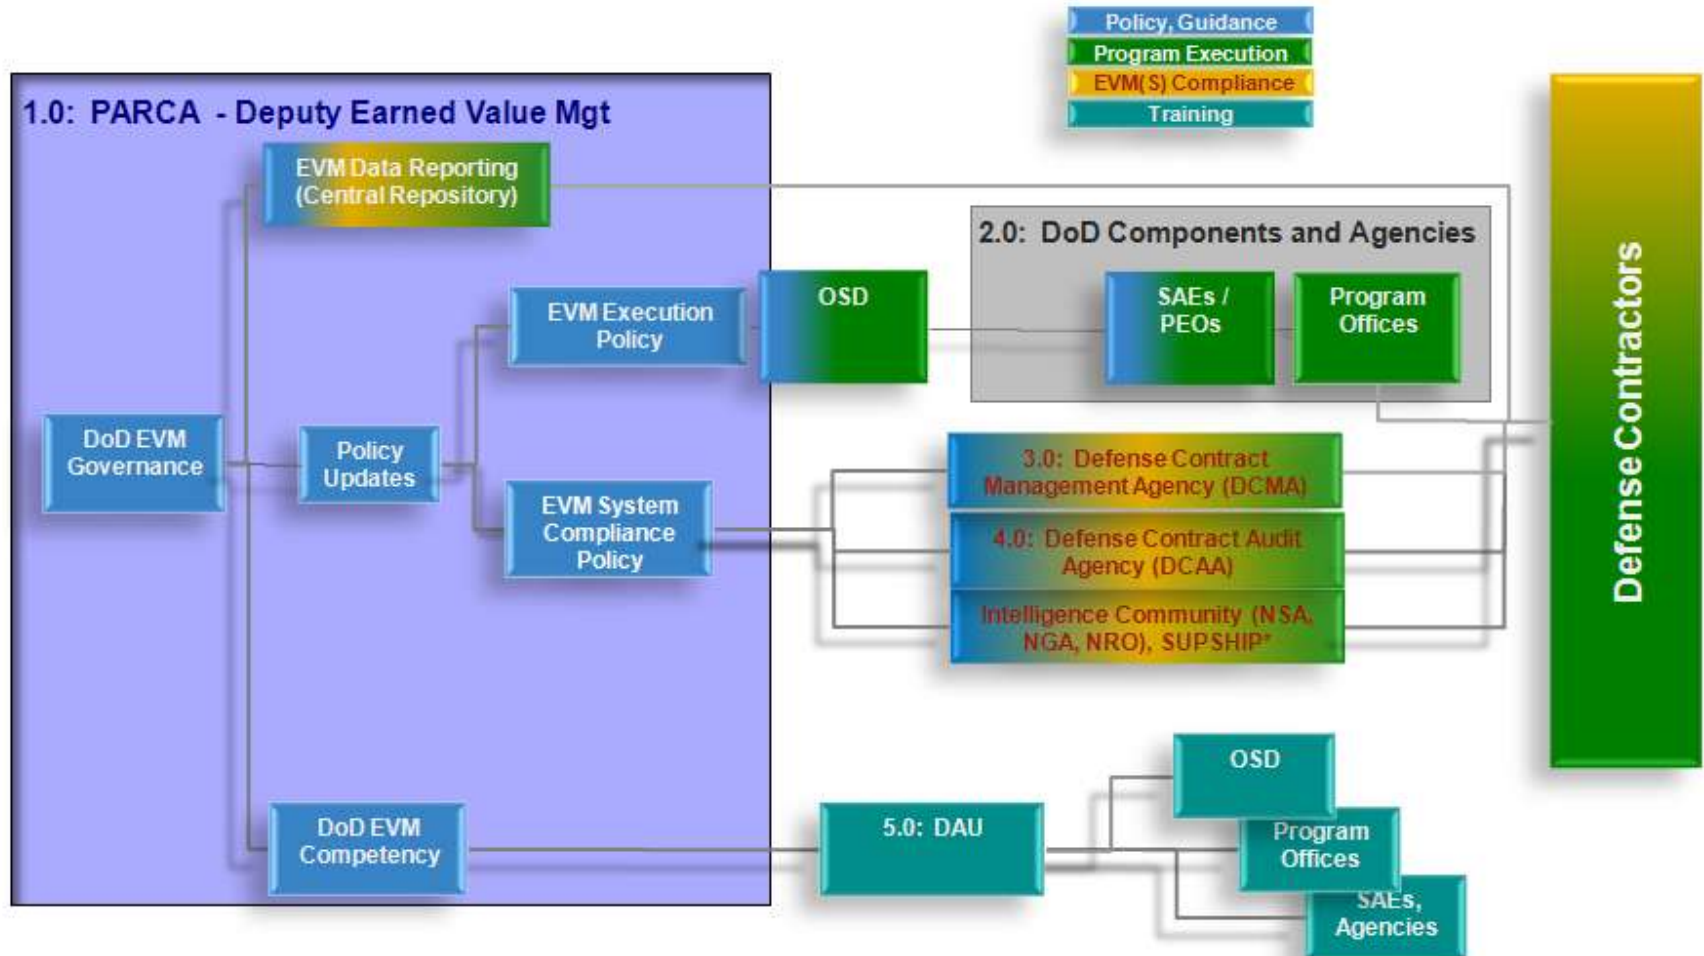 Policy, Guidance
Program Execution
EVM(S) Compliance
Training
1.0: PARCA - Deputy Earned Value Mgt
EVM Data Reporting
(Central Repository)
2.0: DoD Components and Agencies
EVM Execution
Policy
OSD
SAEs /
PEOs
Program
Offices
DoD EVM
Governance
Policy
Updates
EVM System
Compliance
Policy
3.0: Defense Contract
Management Agency (DCMA)
4.0: Defense Contract Audit
Agency (DCAA)
Intelligence Community (NSA,
NGA, NRO), SUPSHIP*
Defense Contractors
DoD EVM
Competency
5.0: DAU
OSD
Program
Offices
SAEs,
Agencies